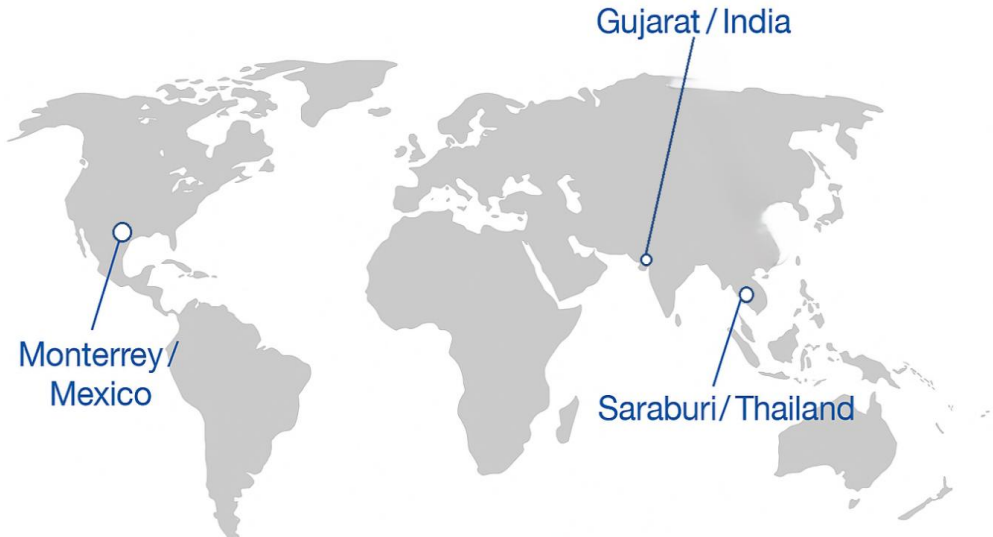 Gujarat / India
Monterrey /
Mexico
Saraburi / Thailand